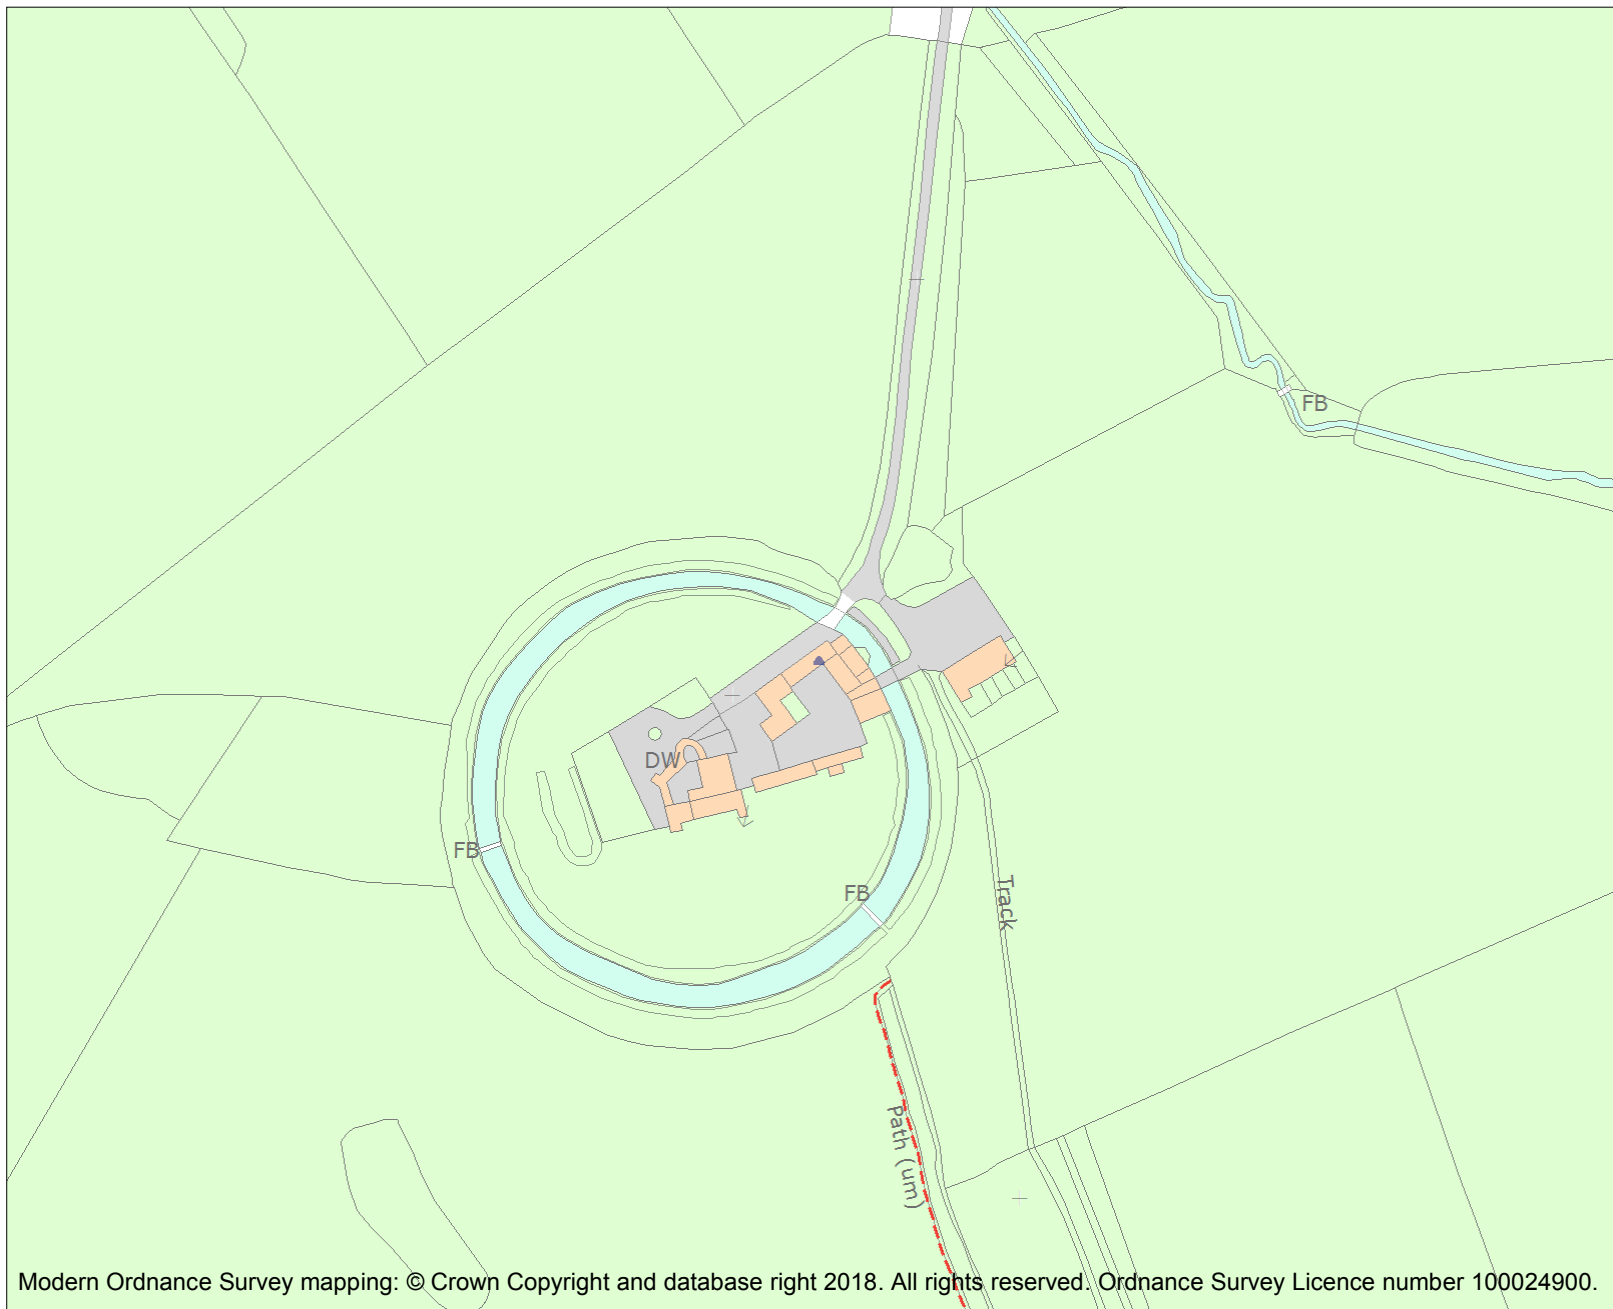 FB
DW
FB
FB
Track
Path (um)
Modern Ordnance Survey mapping: © Crown Copyright and database right 2018. All rights reserved. Ordnance Survey Licence number 100024900.